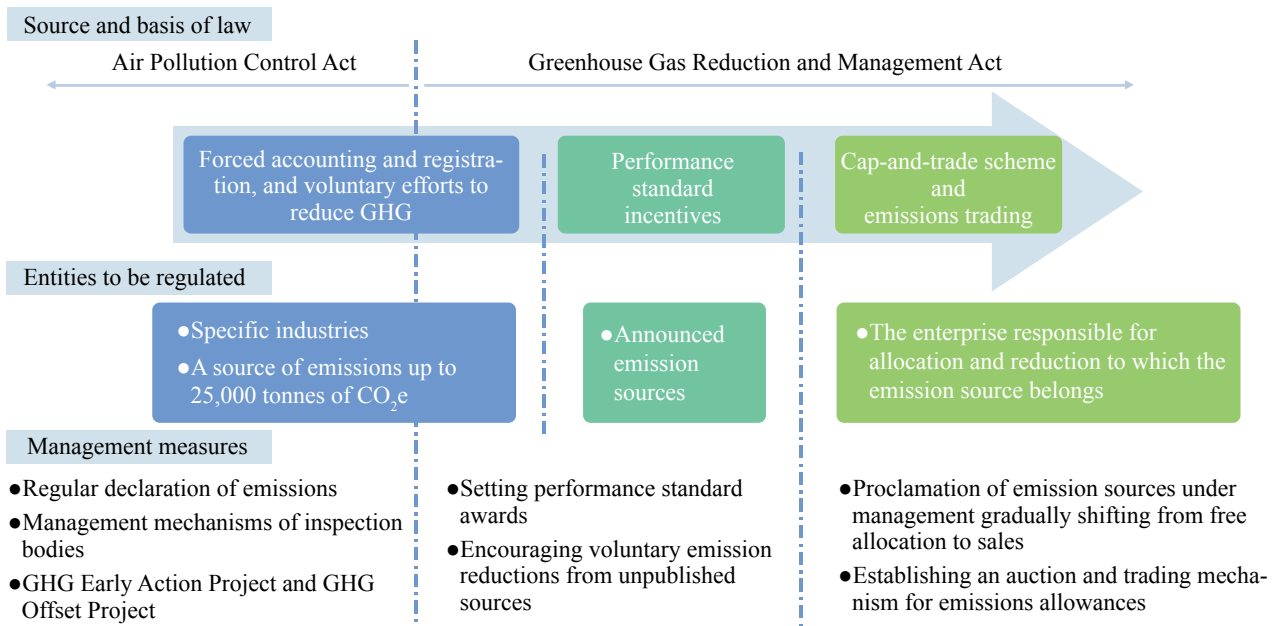 Source and basis of law
Air Pollution Control Act
Greenhouse Gas Reduction and Management Act
Forced accounting and registra-
tion, and voluntary efforts to
reduce GHG
Performance
standard
incentives
Cap-and-trade scheme
and
emissions trading
Entities to be regulated
●Specific industries
●A source of emissions up to
25,000 tonnes of CO₂e
●Announced
emission
sources
●The enterprise responsible for
allocation and reduction to which the
emission source belongs
Management measures
●Regular declaration of emissions
●Management mechanisms of inspection
bodies
●GHG Early Action Project and GHG
Offset Project
●Setting performance standard
awards
●Encouraging voluntary emission
reductions from unpublished
sources
●Proclamation of emission sources under
management gradually shifting from free
allocation to sales
●Establishing an auction and trading mecha-
nism for emissions allowances